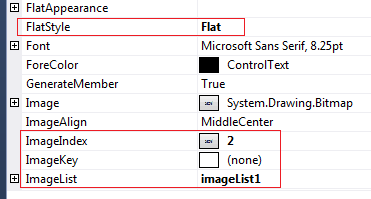 FlatAppearance
FlatStyle Flat
Font Microsoft Sans Serif, 8.25pt
ForeColor ControlText
GenerateMember True
Image System.Drawing.Bitmap
ImageAlign MiddleCenter
ImageIndex 2
ImageKey (none)
ImageList imageList1